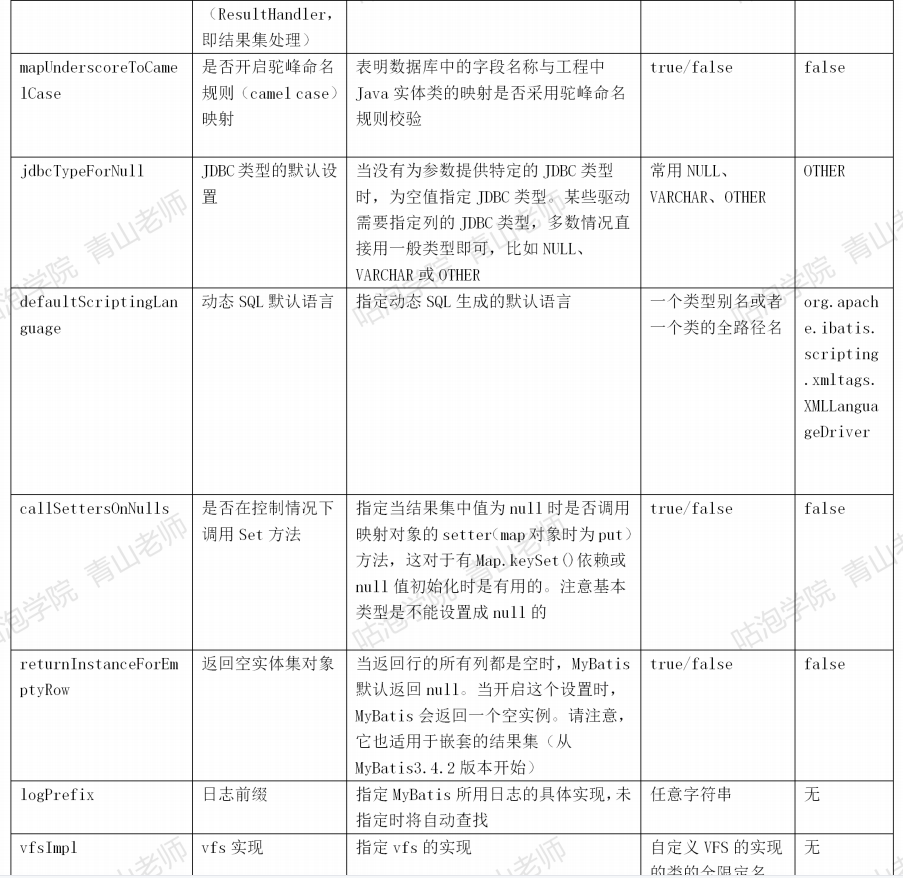 （ResultHandler，
即结果集处理）
mapUnderscoreToCame
lCase
是否开启驼峰命名
规则（camel case）
映射
表明数据库中的字段名称与工程中
Java 实体类的映射是否采用驼峰命名
规则校验
true/false
false
jdbcTypeForNull
JDBC 类型的默认设
置
当没有为参数提供特定的 JDBC 类型
时，为空值指定 JDBC 类型。某些驱动
需要指定列的 JDBC 类型，多数情况直
接用一般类型即可，比如 NULL、
VARCHAR 或 OTHER
常用 NULL、
VARCHAR、OTHER
OTHER
defaultScriptingLan
guage
动态 SQL 默认语言
指定动态 SQL 生成的默认语言
一个类型别名或者
一个类的全路径名
org.apach
e.ibatis.
scripting
.xmltags.
XMLLangua
geDriver
callSettersOnNulls
是否在控制情况下
调用 Set 方法
指定当结果集中值为 null 时是否调用
映射对象的 setter(map 对象时为 put)
方法，这对于有 Map.keySet()依赖或
null 值初始化时是有用的。注意基本
类型是不能设置成 null 的
true/false
false
returnInstanceForEm
ptyRow
返回空实体集对象
当返回行的所有列都是空时，MyBatis
默认返回 null。当开启这个设置时，
MyBatis 会返回一个空实例。请注意，
它也适用于嵌套的结果集（从
MyBatis3.4.2 版本开始）
true/false
false
logPrefix
日志前缀
指定 MyBatis 所用日志的具体实现，未
指定时将自动查找
任意字符串
无
vfsImpl
vfs 实现
指定 vfs 的实现
自定义 VFS 的实现
的类的全限定名
无
咕泡学院 青山老师